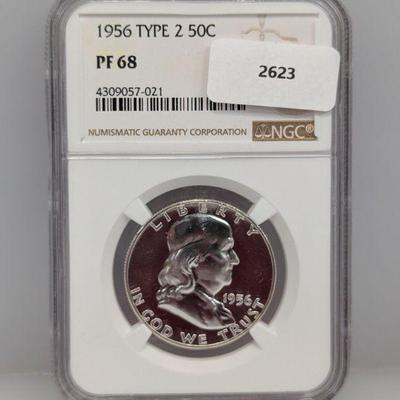 1956 TYPE 2 50C
PF 68
2623
4309057-021
NUMISMATIC GUARANTY CORPORATION
NGC
LIBERTY
1956
IN GOD WE TRUST